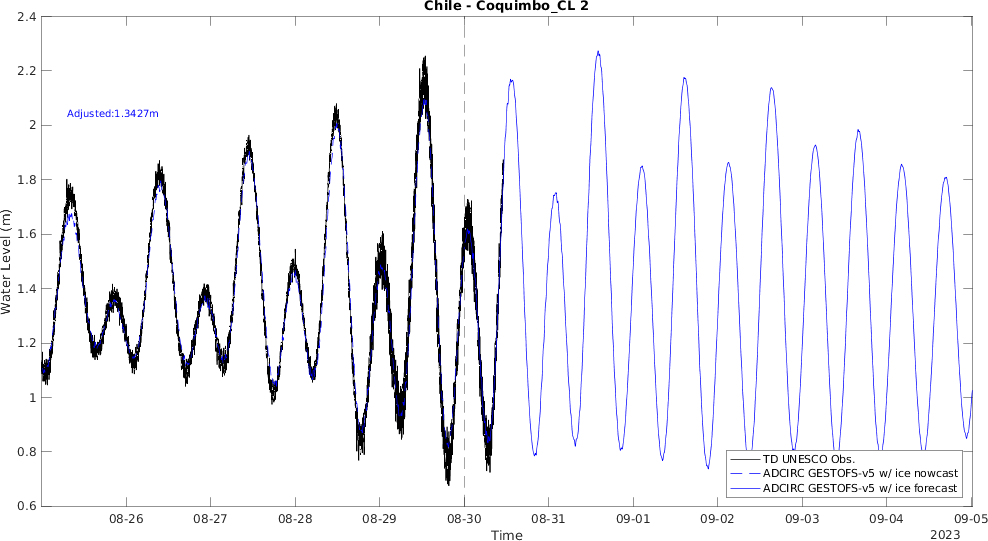 Chile - Coquimbo_CL 2
2.4
2.2
2
1.8
1.6
1.4
1.2
1
0.8
0.6
Water Level (m)
Adjusted:1.3427m
TD UNESCO Obs.
ADCIRC GESTOFS-v5 w/ ice nowcast
ADCIRC GESTOFS-v5 w/ ice forecast
08-26 08-27 08-28 08-29 08-30 08-31 09-01 09-02 09-03 09-04 09-05
Time
2023